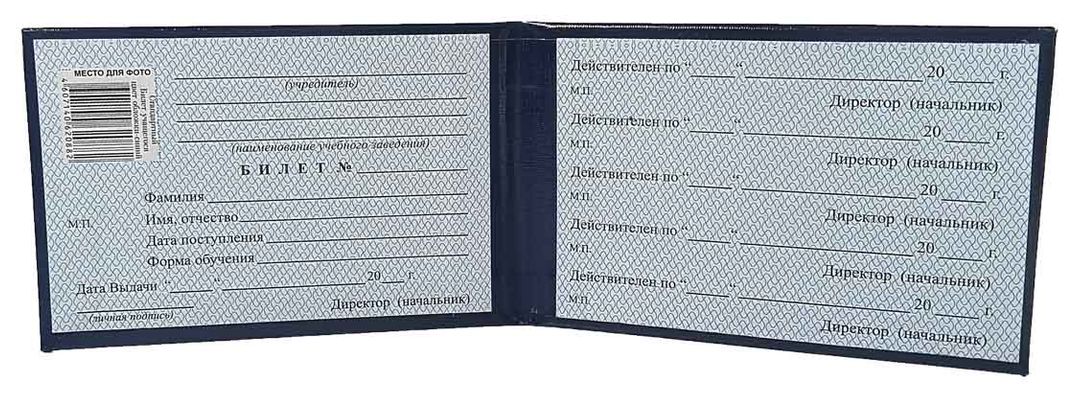 МЕСТО ДЛЯ ФОТО
Билет учащегося
(стандартный)
цвет обложки-синий
4607140620882
(учредитель)
(наименование учебного заведения)
БИЛЕТ №
Фамилия
Имя, отчество
Дата поступления
Форма обучения
М.П.
Дата Выдачи “ “ 20 г.
(личная подпись)
Директор (начальник)
Действителен по “ “ 20 г.
М.П.
Директор (начальник)
Действителен по “ “ 20 г.
М.П.
Директор (начальник)
Действителен по “ “ 20 г.
М.П.
Директор (начальник)
Действителен по “ “ 20 г.
М.П.
Директор (начальник)
Действителен по “ “ 20 г.
М.П.
Директор (начальник)